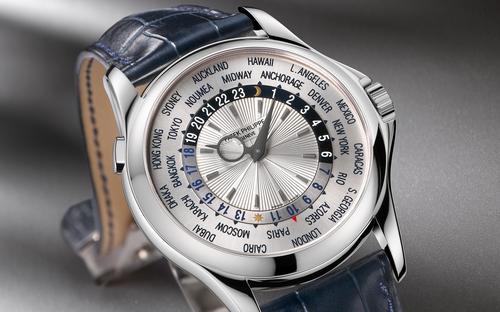 HAWAII
L. ANGELES
MEXICO
CARACAS
S. GEORGIA
LONDON
CAIRO
DUBAI
DHAKA
HONG KONG
SYDNEY
AUCKLAND
MIDWAY
ANCHORAGE
DENVER
NEW YORK
RIO
AZORES
PARIS
MOSCOW
KARACHI
BANGKOK
TOKYO
NOUMEA
1 2 3 4 5 6 7 8 9 10 11 13 14 15 16 17 18 19 20 21 22 23
PATEK PHILIPPE
GENEVE